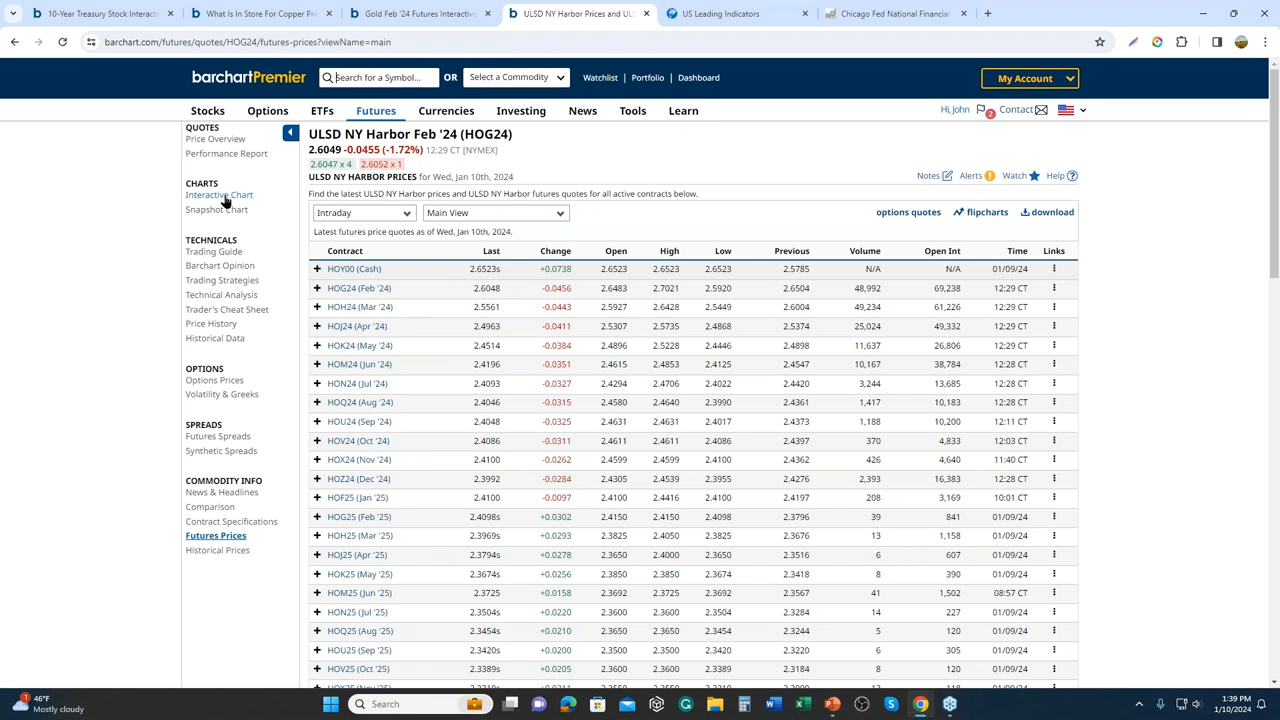 10-Year Treasury Stock Interacti
What Is In Store For Copper Pri
Gold Feb '24 Futures Interactive
ULSD NY Harbor Prices and UL
US Leading Indicators
Chicago Fed National Financial
barchart.com/futures/quotes/HOG24/futures-prices?viewName=main
barchartPremier
Search for a Symbol...
OR
Select a Commodity
Watchlist
Portfolio
Dashboard
My Account
Stocks Options ETFs Futures Currencies Investing News Tools Learn
Hi, John
2
Contact
QUOTES
Price Overview
Performance Report
CHARTS
Interactive Chart
Snapshot Chart
TECHNICALS
Trading Guide
Barchart Opinion
Trading Strategies
Technical Analysis
Trader's Cheat Sheet
Price History
Historical Data
OPTIONS
Options Prices
Volatility & Greeks
SPREADS
Futures Spreads
Synthetic Spreads
COMMODITY INFO
News & Headlines
Comparison
Contract Specifications
Futures Prices
Historical Prices
ULSD NY Harbor Feb '24 (HOG24)
2.6049 -0.0455 (-1.72%) 12:29 CT [NYMEX]
2.6047 x 4 2.6052 x 1
ULSD NY HARBOR PRICES for Wed, Jan 10th, 2024
Notes Alerts Watch Help
Find the latest ULSD NY Harbor prices and ULSD NY Harbor futures quotes for all active contracts below.
Intraday Main View
options quotes flipcharts download
Latest futures price quotes as of Wed, Jan 10th, 2024.
Contract Last Change Open High Low Previous Volume Open Int Time Links
HOY00 (Cash) 2.6523s +0.0738 2.6523 2.6523 2.6523 2.5785 N/A N/A 01/09/24
HOG24 (Feb '24) 2.6048 -0.0456 2.6483 2.7021 2.5920 2.6504 48,992 69,238 12:29 CT
HOH24 (Mar '24) 2.5561 -0.0443 2.5927 2.6428 2.5449 2.6004 49,234 61,226 12:29 CT
HOJ24 (Apr '24) 2.4963 -0.0411 2.5307 2.5735 2.4868 2.5374 25,024 49,332 12:29 CT
HOK24 (May '24) 2.4514 -0.0384 2.4896 2.5228 2.4446 2.4898 11,637 26,806 12:29 CT
HOM24 (Jun '24) 2.4196 -0.0351 2.4615 2.4853 2.4125 2.4547 10,167 38,784 12:28 CT
HON24 (Jul '24) 2.4093 -0.0327 2.4294 2.4706 2.4022 2.4420 3,244 13,685 12:28 CT
HOQ24 (Aug '24) 2.4046 -0.0315 2.4580 2.4640 2.3990 2.4361 1,417 10,183 12:28 CT
HOU24 (Sep '24) 2.4048 -0.0325 2.4631 2.4631 2.4017 2.4373 1,188 10,200 12:11 CT
HOV24 (Oct '24) 2.4086 -0.0311 2.4611 2.4611 2.4086 2.4397 370 4,833 12:03 CT
HOX24 (Nov '24) 2.4100 -0.0262 2.4599 2.4599 2.4100 2.4362 426 4,640 11:40 CT
HOZ24 (Dec '24) 2.3992 -0.0284 2.4305 2.4539 2.3955 2.4276 2,393 16,383 12:28 CT
HOF25 (Jan '25) 2.4100 -0.0097 2.4100 2.4416 2.4100 2.4197 208 3,169 10:01 CT
HOG25 (Feb '25) 2.4098s +0.0302 2.4150 2.4150 2.4098 2.3796 39 841 01/09/24
HOH25 (Mar '25) 2.3969s +0.0293 2.3825 2.4050 2.3825 2.3676 13 1,158 01/09/24
HOJ25 (Apr '25) 2.3794s +0.0278 2.3650 2.4000 2.3650 2.3516 6 607 01/09/24
HOK25 (May '25) 2.3674s +0.0256 2.3850 2.3850 2.3674 2.3418 8 390 01/09/24
HOM25 (Jun '25) 2.3725 +0.0158 2.3692 2.3725 2.3692 2.3567 41 1,502 08:57 CT
HON25 (Jul '25) 2.3504s +0.0220 2.3600 2.3600 2.3504 2.3284 14 227 01/09/24
HOQ25 (Aug '25) 2.3454s +0.0210 2.3650 2.3650 2.3454 2.3244 5 120 01/09/24
HOU25 (Sep '25) 2.3420s +0.0200 2.3500 2.3500 2.3420 2.3220 6 305 01/09/24
HOV25 (Oct '25) 2.3389s +0.0205 2.3600 2.3600 2.3389 2.3184 8 120 01/09/24
1
46°F
Mostly cloudy
Search
1:39 PM
1/10/2024